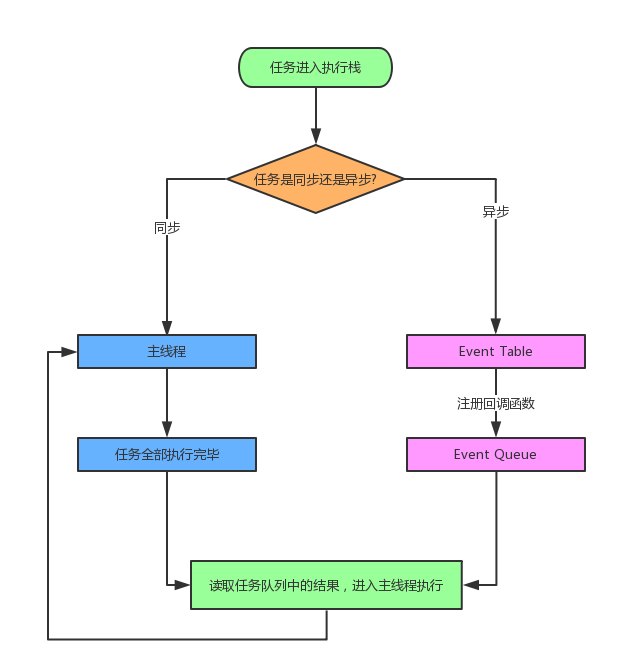 任务进入执行栈
任务是同步还是异步?
同步
异步
主线程
Event Table
注册回调函数
任务全部执行完毕
Event Queue
读取任务队列中的结果，进入主线程执行